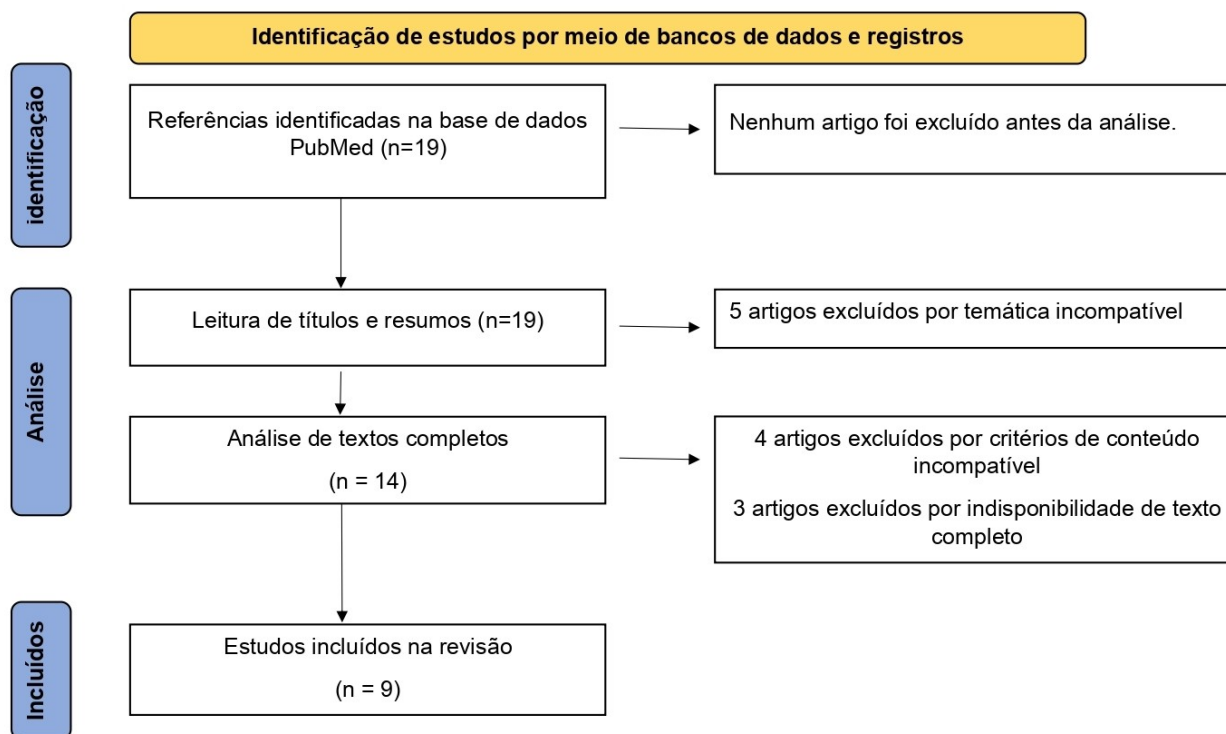 Identificação de estudos por meio de bancos de dados e registros
identificação
Referências identificadas na base de dados
PubMed (n=19)
Nenhum artigo foi excluído antes da análise.
Análise
Leitura de títulos e resumos (n=19)
5 artigos excluídos por temática incompatível
Análise de textos completos
(n = 14)
4 artigos excluídos por critérios de conteúdo
incompatível
3 artigos excluídos por indisponibilidade de texto
completo
Incluídos
Estudos incluídos na revisão
(n = 9)